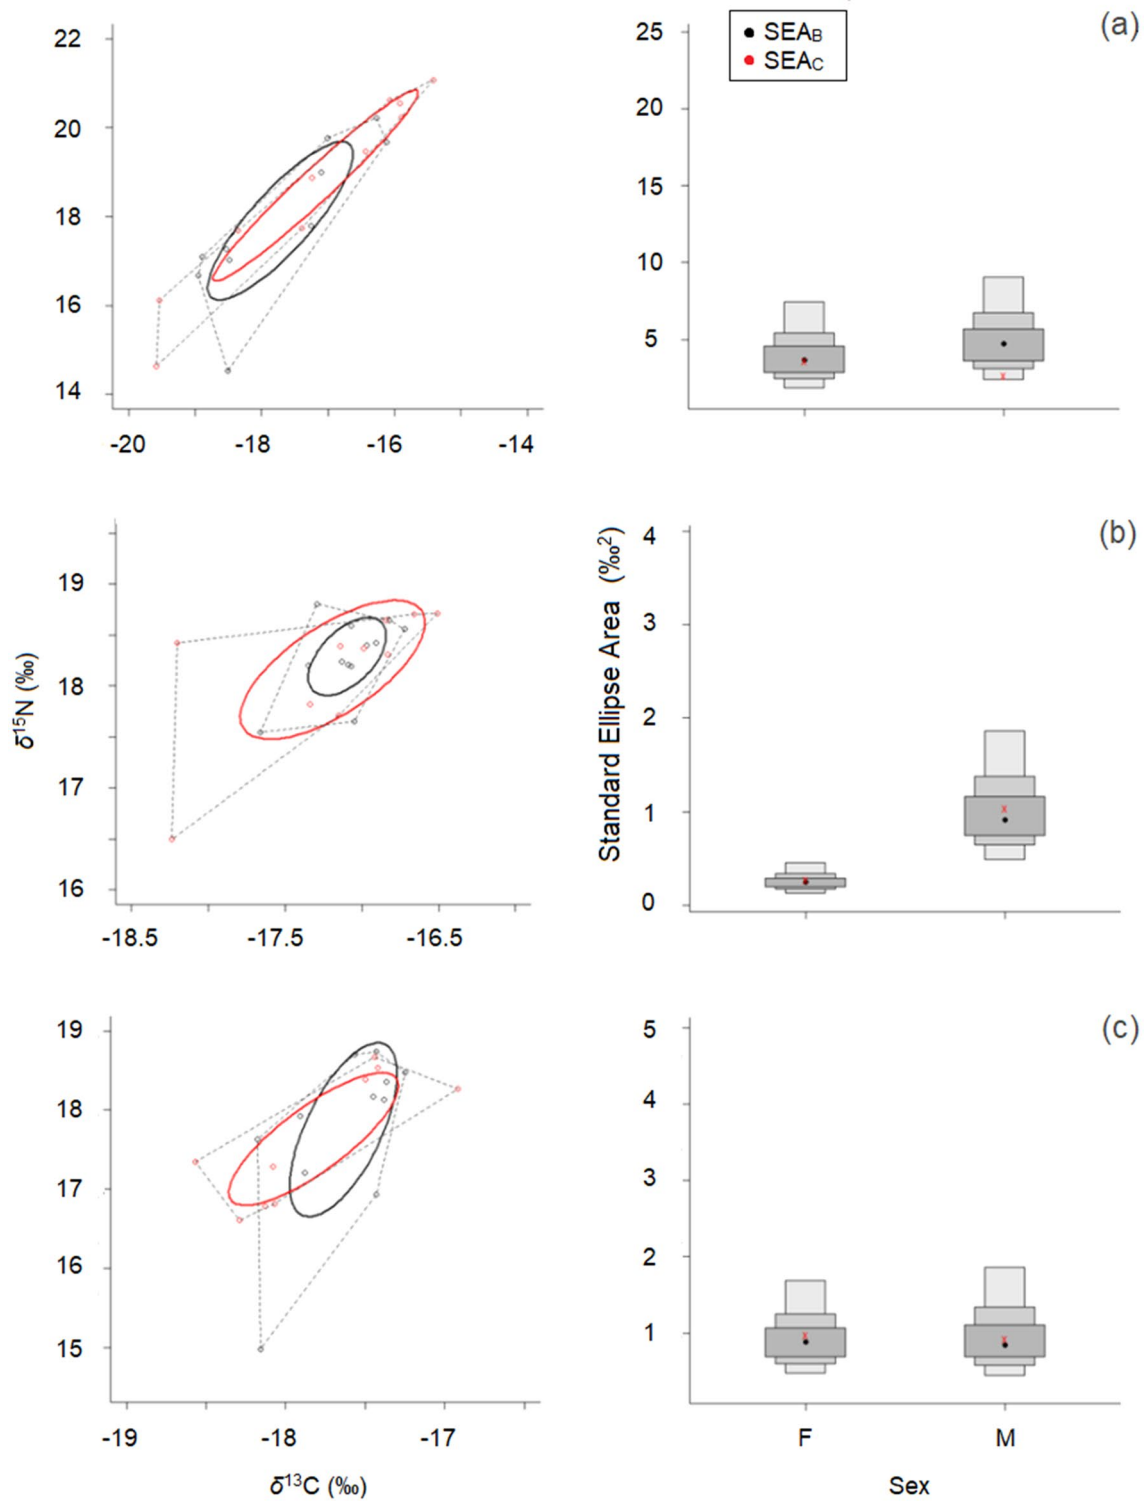 22
20
18
16
14
-20 -18 -16 -14
25
20
15
10
5
SEAB
SEAC
(a)
δ15N (‰)
19
18
17
16
-18.5 -17.5 -16.5
Standard Ellipse Area (‰2)
4
3
2
1
0
(b)
19
18
17
16
15
-19 -18 -17
δ13C (‰)
5
4
3
2
1
(c)
F M
Sex